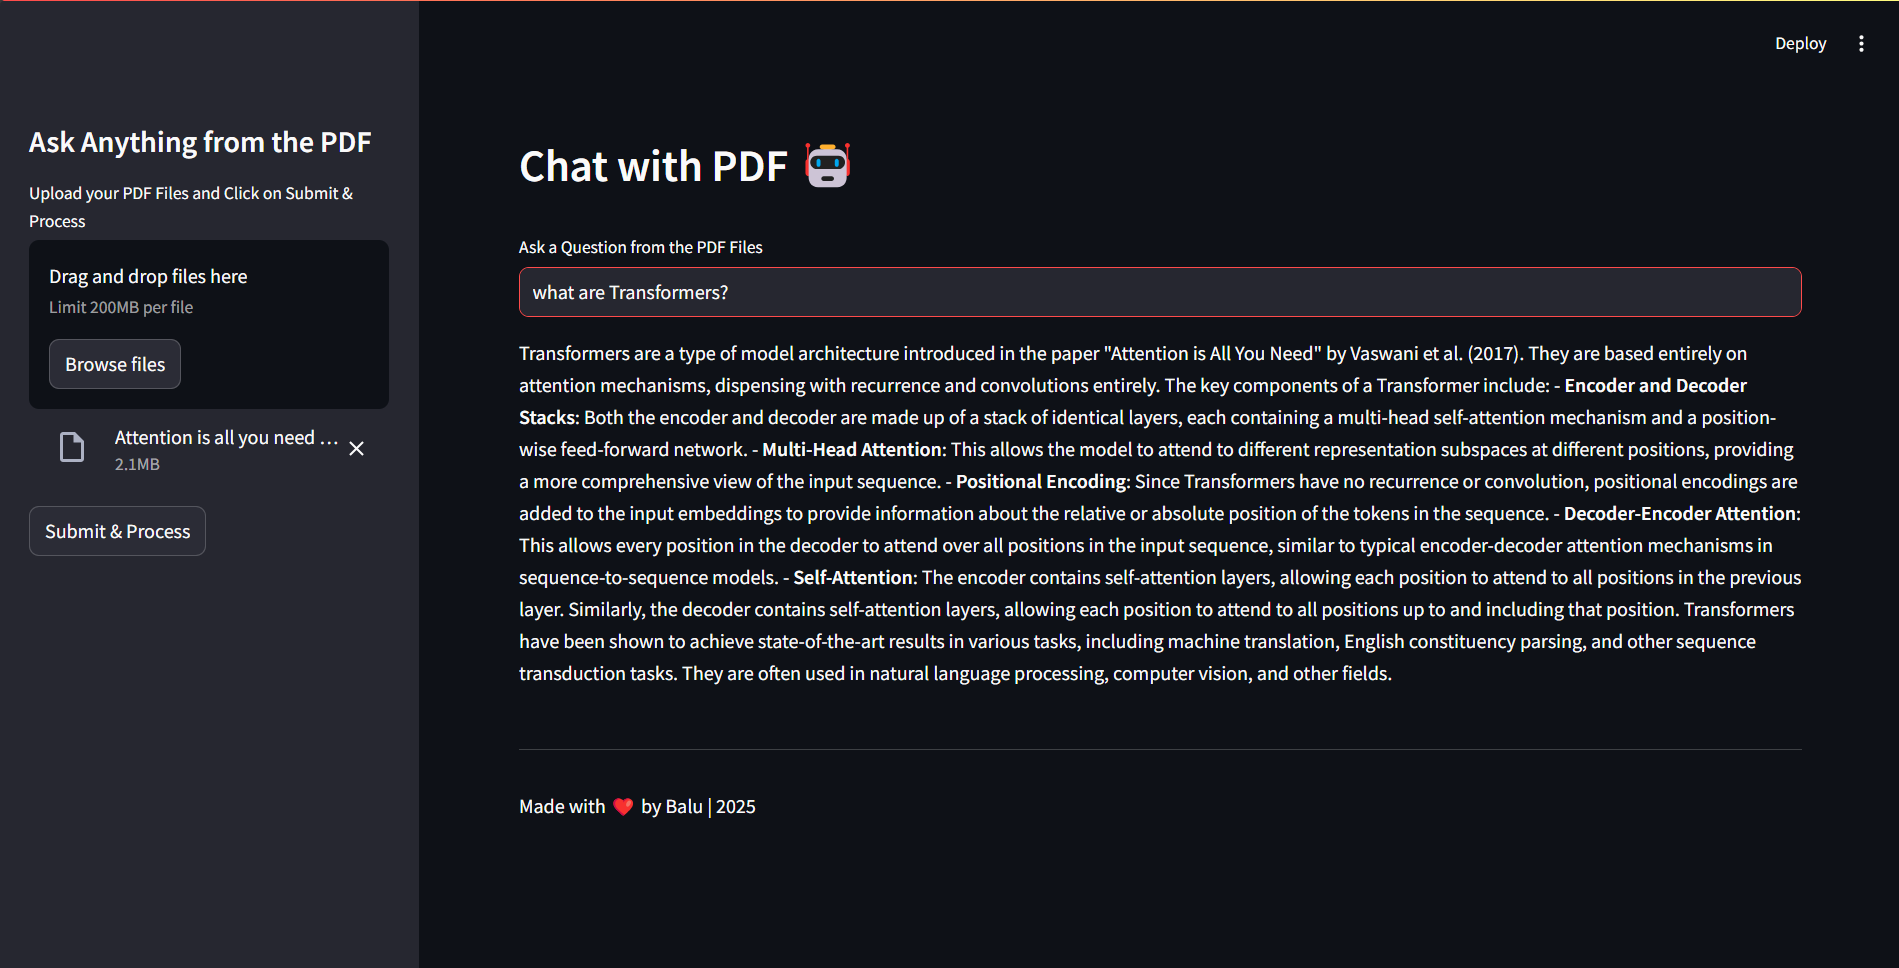 Deploy
Ask Anything from the PDF
Upload your PDF Files and Click on Submit &
Process
Drag and drop files here
Limit 200MB per file
Browse files
Attention is all you need ...
2.1MB
Submit & Process
Chat with PDF
Ask a Question from the PDF Files
what are Transformers?
Transformers are a type of model architecture introduced in the paper "Attention is All You Need" by Vaswani et al. (2017). They are based entirely on
attention mechanisms, dispensing with recurrence and convolutions entirely. The key components of a Transformer include: - Encoder and Decoder
Stacks: Both the encoder and decoder are made up of a stack of identical layers, each containing a multi-head self-attention mechanism and a position-
wise feed-forward network. - Multi-Head Attention: This allows the model to attend to different representation subspaces at different positions, providing
a more comprehensive view of the input sequence. - Positional Encoding: Since Transformers have no recurrence or convolution, positional encodings are
added to the input embeddings to provide information about the relative or absolute position of the tokens in the sequence. - Decoder-Encoder Attention:
This allows every position in the decoder to attend over all positions in the input sequence, similar to typical encoder-decoder attention mechanisms in
sequence-to-sequence models. - Self-Attention: The encoder contains self-attention layers, allowing each position to attend to all positions in the previous
layer. Similarly, the decoder contains self-attention layers, allowing each position to attend to all positions up to and including that position. Transformers
have been shown to achieve state-of-the-art results in various tasks, including machine translation, English constituency parsing, and other sequence
transduction tasks. They are often used in natural language processing, computer vision, and other fields.
Made with ❤️ by Balu | 2025